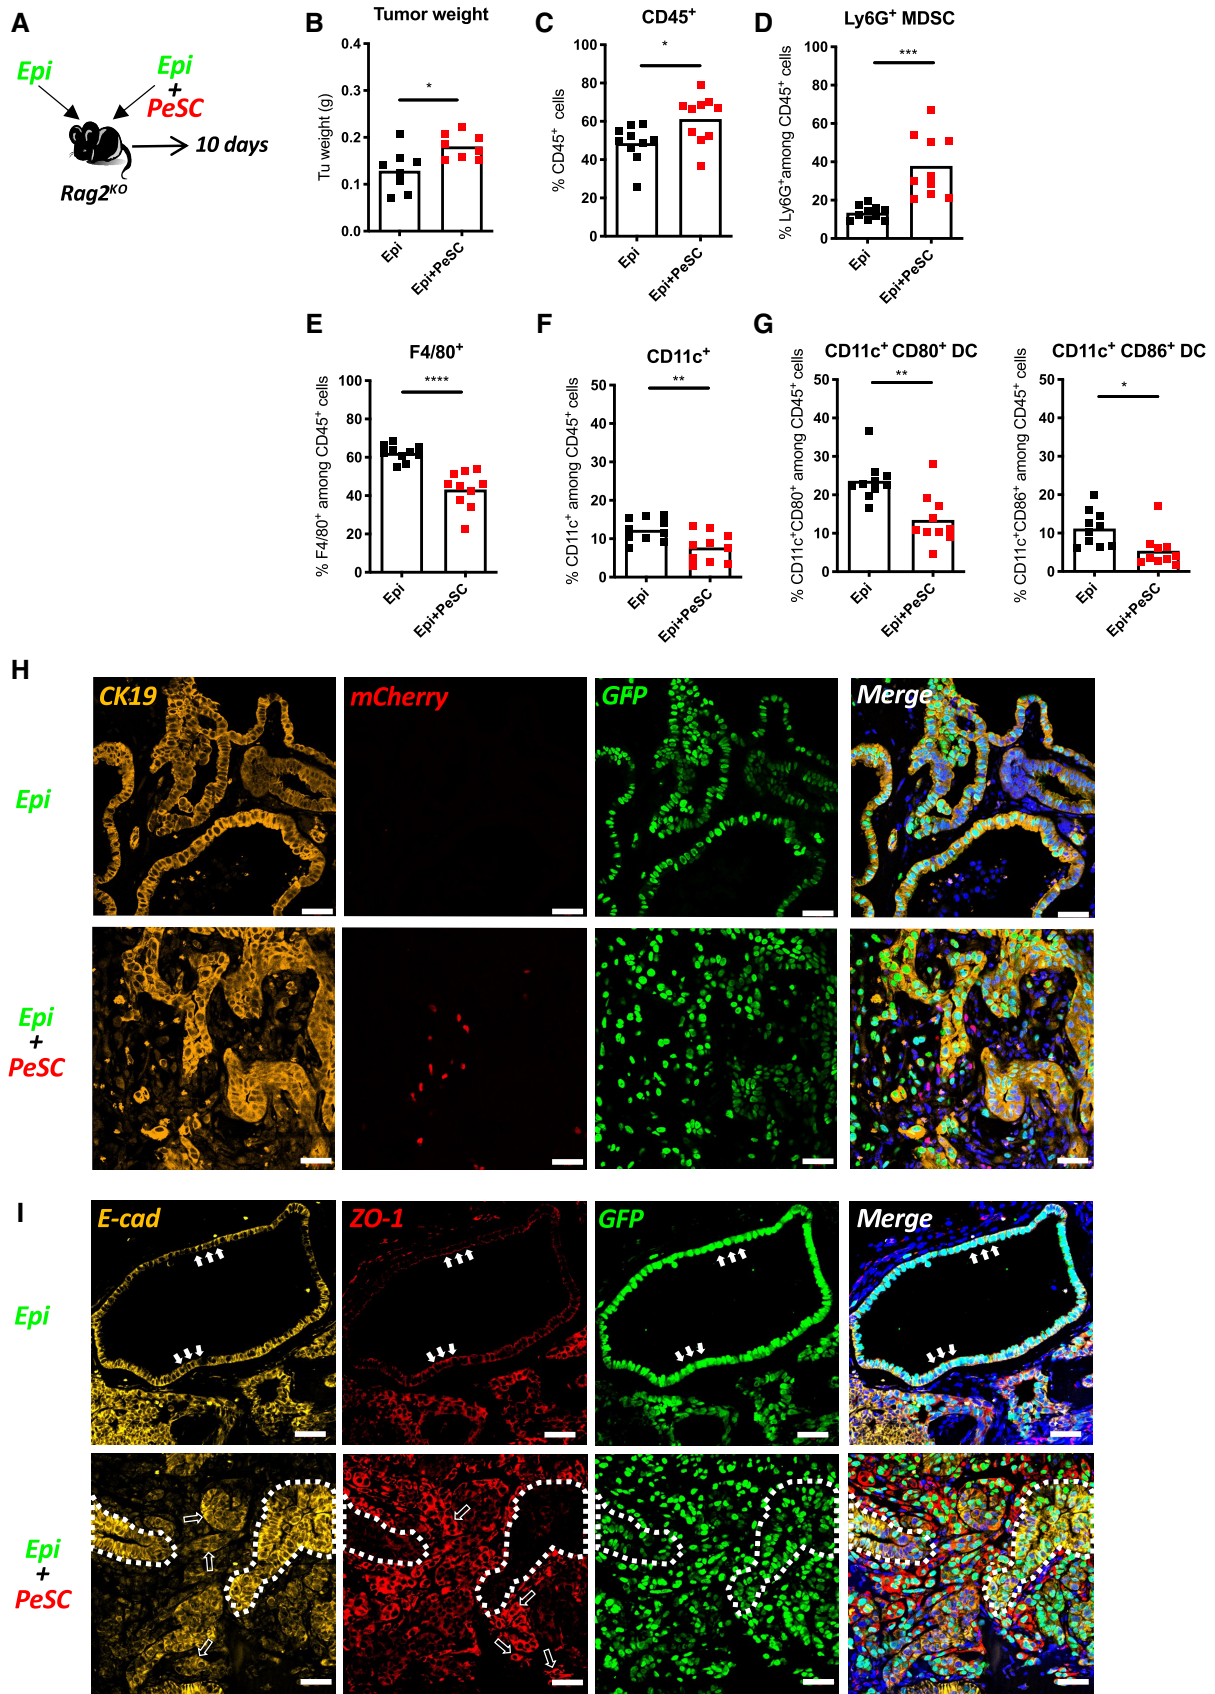 A
Epi
Epi
+
PeSC
Rag2KO
10 days
B
Tumor weight
Tu weight (g)
0.4
0.3
0.2
0.1
0.0
*
Epi
Epi+PeSC
C
CD45+
% CD45+ cells
100
80
60
40
20
0
*
Epi
Epi+PeSC
D
Ly6G+ MDSC
% Ly6G+among CD45+ cells
100
80
60
40
20
0
***
Epi
Epi+PeSC
E
F4/80+
% F4/80+ among CD45+ cells
100
80
60
40
20
0
****
Epi
Epi+PeSC
F
CD11c+
% CD11c+ among CD45+ cells
50
40
30
20
10
0
**
Epi
Epi+PeSC
G
CD11c+ CD80+ DC
% CD11c+CD80+ among CD45+ cells
50
40
30
20
10
0
**
Epi
Epi+PeSC
CD11c+ CD86+ DC
% CD11c+CD86+ among CD45+ cells
50
40
30
20
10
0
*
Epi
Epi+PeSC
H
CK19
mCherry
GFP
Merge
Epi
Epi
+
PeSC
I
E-cad
ZO-1
GFP
Merge
Epi
Epi
+
PeSC